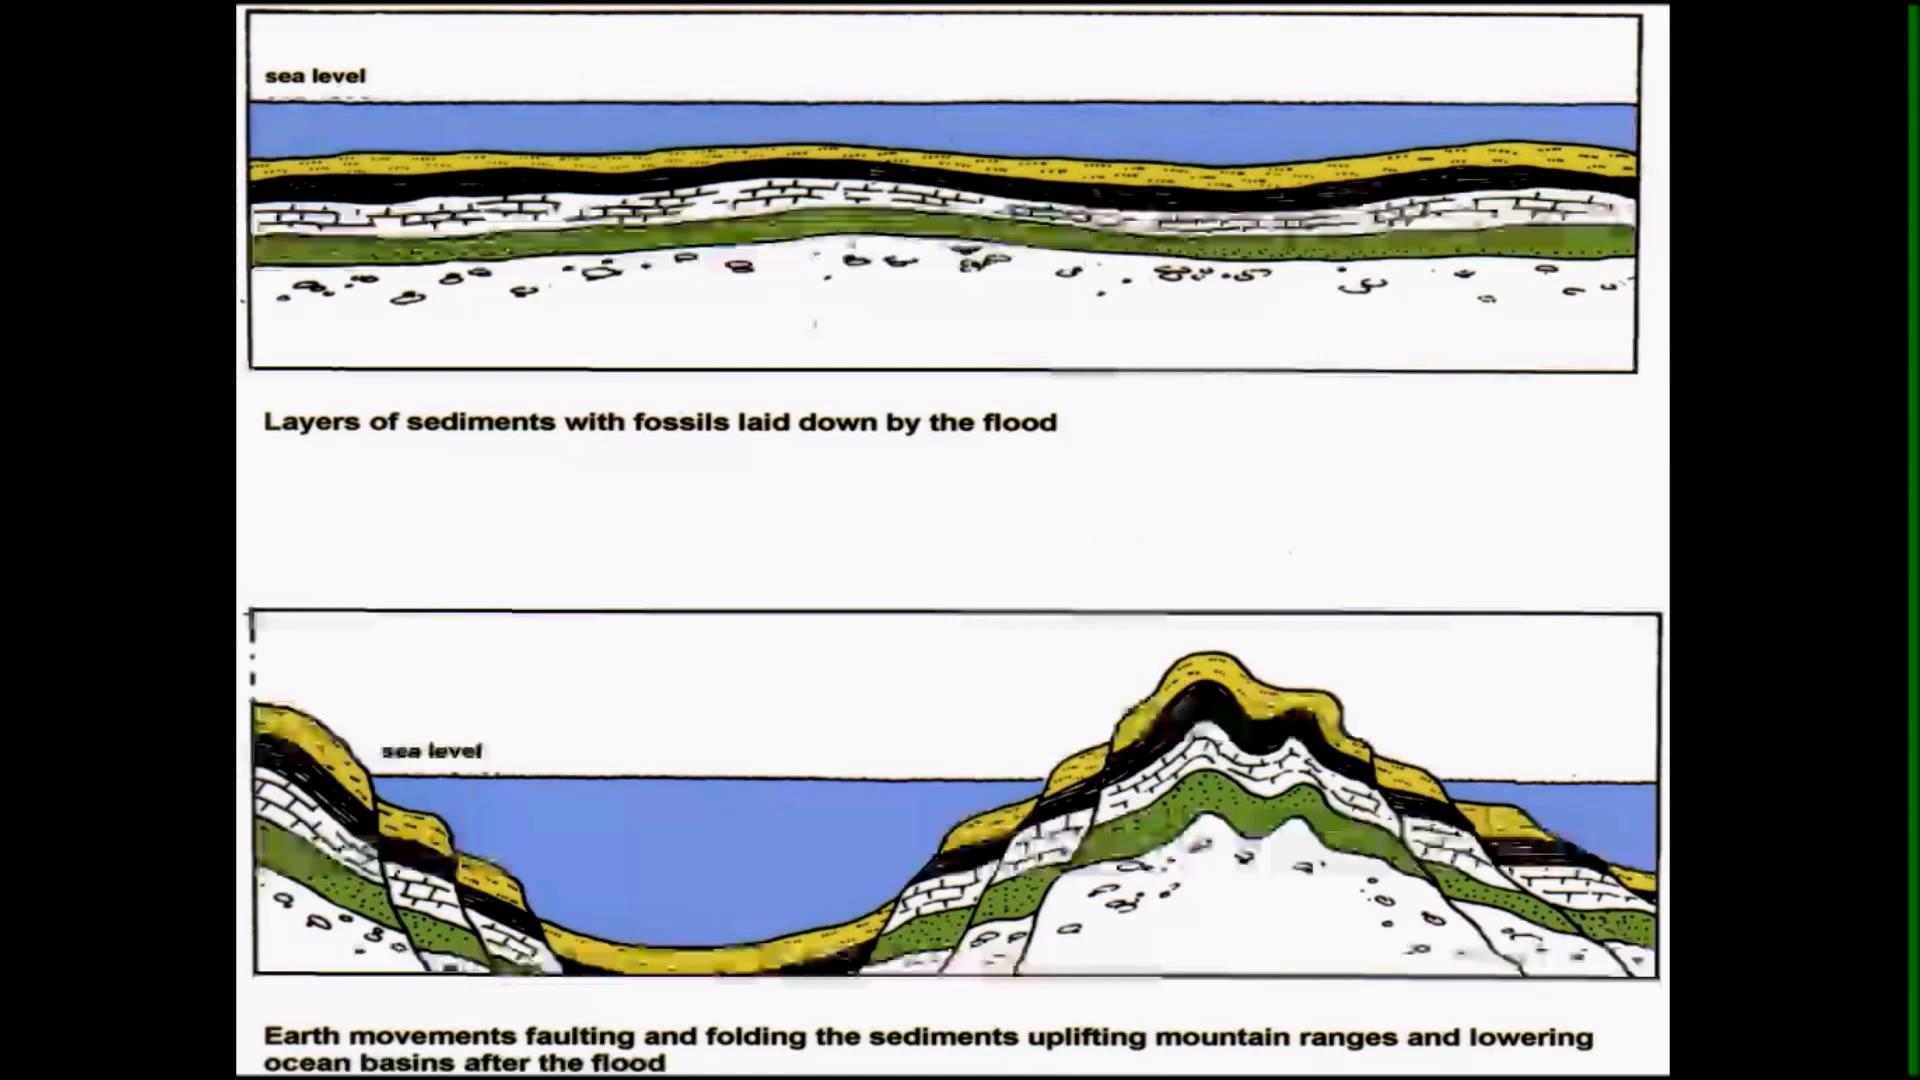 sea level
Layers of sediments with fossils laid down by the flood
sea level
Earth movements faulting and folding the sediments uplifting mountain ranges and lowering
ocean basins after the flood